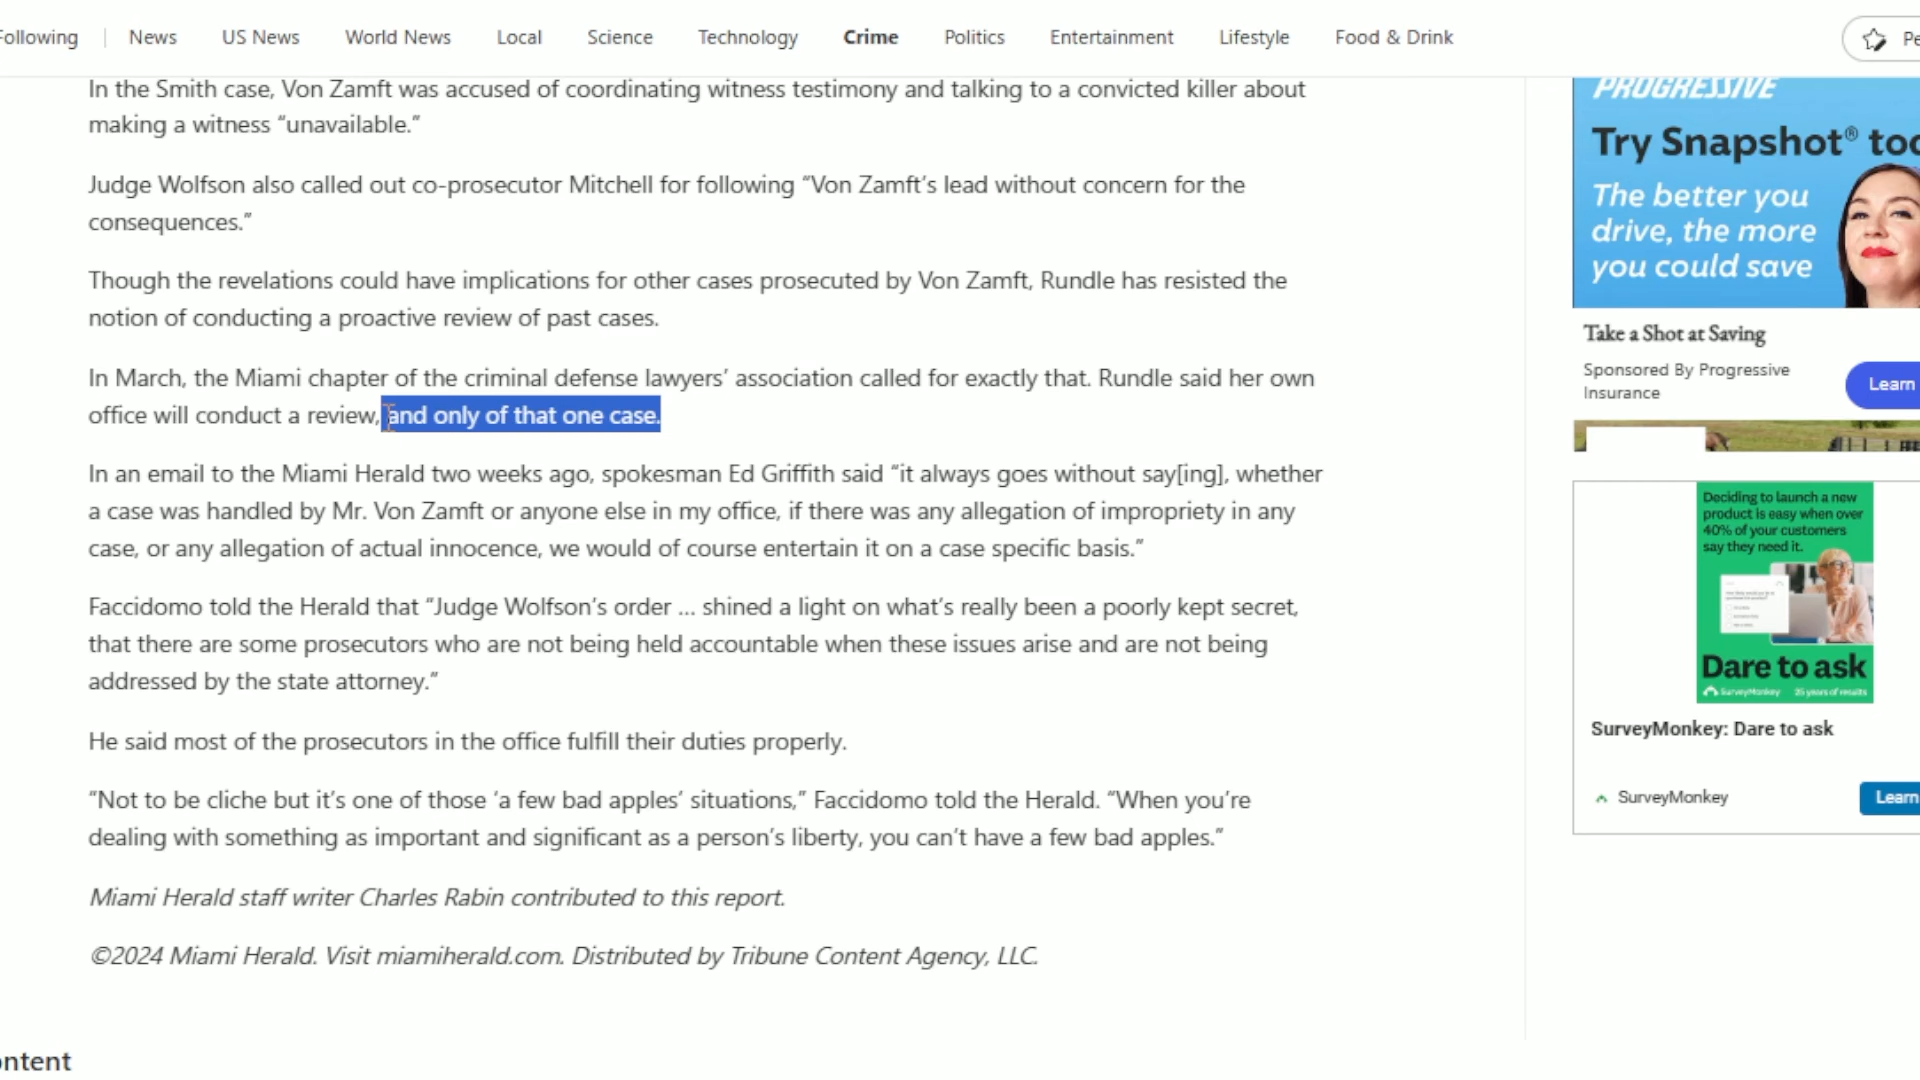 Following
News
US News
World News
Local
Science
Technology
Crime
Politics
Entertainment
Lifestyle
Food & Drink
Pe
In the Smith case, Von Zamft was accused of coordinating witness testimony and talking to a convicted killer about
making a witness “unavailable.”
Judge Wolfson also called out co-prosecutor Mitchell for following “Von Zamft’s lead without concern for the
consequences.”
Though the revelations could have implications for other cases prosecuted by Von Zamft, Rundle has resisted the
notion of conducting a proactive review of past cases.
In March, the Miami chapter of the criminal defense lawyers’ association called for exactly that. Rundle said her own
office will conduct a review, and only of that one case.
In an email to the Miami Herald two weeks ago, spokesman Ed Griffith said “it always goes without say[ing], whether
a case was handled by Mr. Von Zamft or anyone else in my office, if there was any allegation of impropriety in any
case, or any allegation of actual innocence, we would of course entertain it on a case specific basis.”
Faccidomo told the Herald that “Judge Wolfson’s order ... shined a light on what’s really been a poorly kept secret,
that there are some prosecutors who are not being held accountable when these issues arise and are not being
addressed by the state attorney.”
He said most of the prosecutors in the office fulfill their duties properly.
“Not to be cliche but it’s one of those ‘a few bad apples’ situations,” Faccidomo told the Herald. “When you’re
dealing with something as important and significant as a person’s liberty, you can’t have a few bad apples.”
Miami Herald staff writer Charles Rabin contributed to this report.
©2024 Miami Herald. Visit miamiherald.com. Distributed by Tribune Content Agency, LLC.
ontent
PROGRESSIVE
Try Snapshot® too
The better you
drive, the more
you could save
Take a Shot at Saving
Sponsored By Progressive
Insurance
Learn
Deciding to launch a new
product is easy when over
40% of your customers
say they need it.
Dare to ask
SurveyMonkey
25 years of results
SurveyMonkey: Dare to ask
SurveyMonkey
Learn